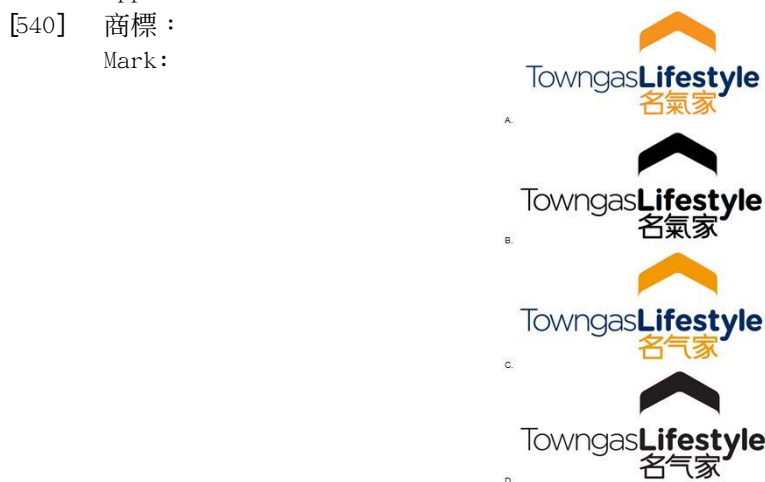 [540] 商標：
Mark:
TowngasLifestyle
名氣家
A.
TowngasLifestyle
名氣家
B.
TowngasLifestyle
名气家
C.
TowngasLifestyle
名气家
D.